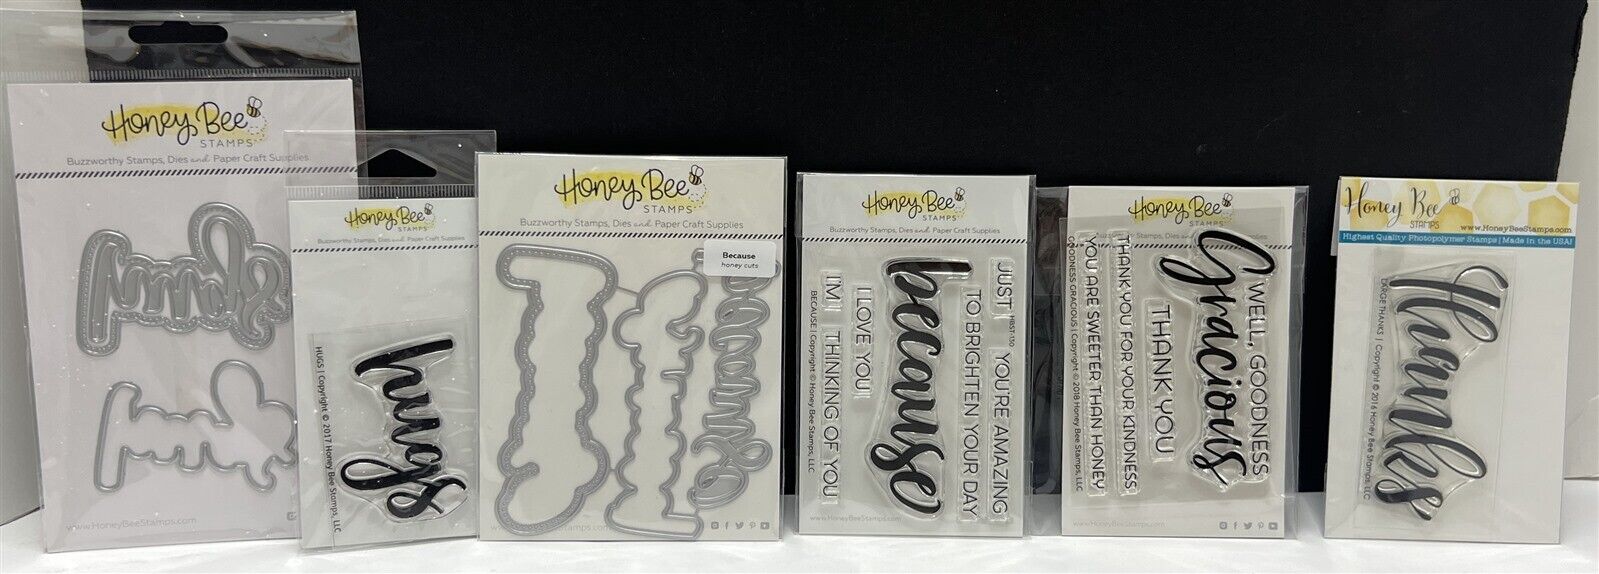 Honey Bee
STAMPS
Buzzworthy Stamps, Dies and Paper Craft Supplies
hugs
www.HoneyBeeStamps.com
Honey Bee
STAMPS
Buzzworthy Stamps, Dies and Paper Craft Supplies
hugs
HUGS | Copyright © 2017 Honey Bee Stamps, LLC
Honey Bee
STAMPS
Buzzworthy Stamps, Dies and Paper Craft Supplies
Because
honey cuts
because
www.HoneyBeeStamps.com
Honey Bee
STAMPS
Buzzworthy Stamps, Dies and Paper Craft Supplies
JUST
YOU'RE AMAZING
HBST-130
TO BRIGHTEN YOUR DAY
because
I LOVE YOU!
I'M
THINKING OF YOU
BECAUSE | Copyright © Honey Bee Stamps, LLC
www.HoneyBeeStamps.com
Honey Bee
STAMPS
Buzzworthy Stamps, Dies and Paper Craft Supplies
WELL, GOODNESS
Gracious
THANK YOU
THANK YOU FOR YOUR KINDNESS
YOU ARE SWEETER THAN HONEY
GOODNESS GRACIOUS | Copyright © 2018 Honey Bee Stamps, LLC
www.HoneyBeeStamps.com
Honey Bee
STAMPS
www.HoneyBeeStamps.com
Highest Quality Photopolymer Stamps | Made in the USA!
Thanks
LARGE THANKS | Copyright © 2016 Honey Bee Stamps, LLC